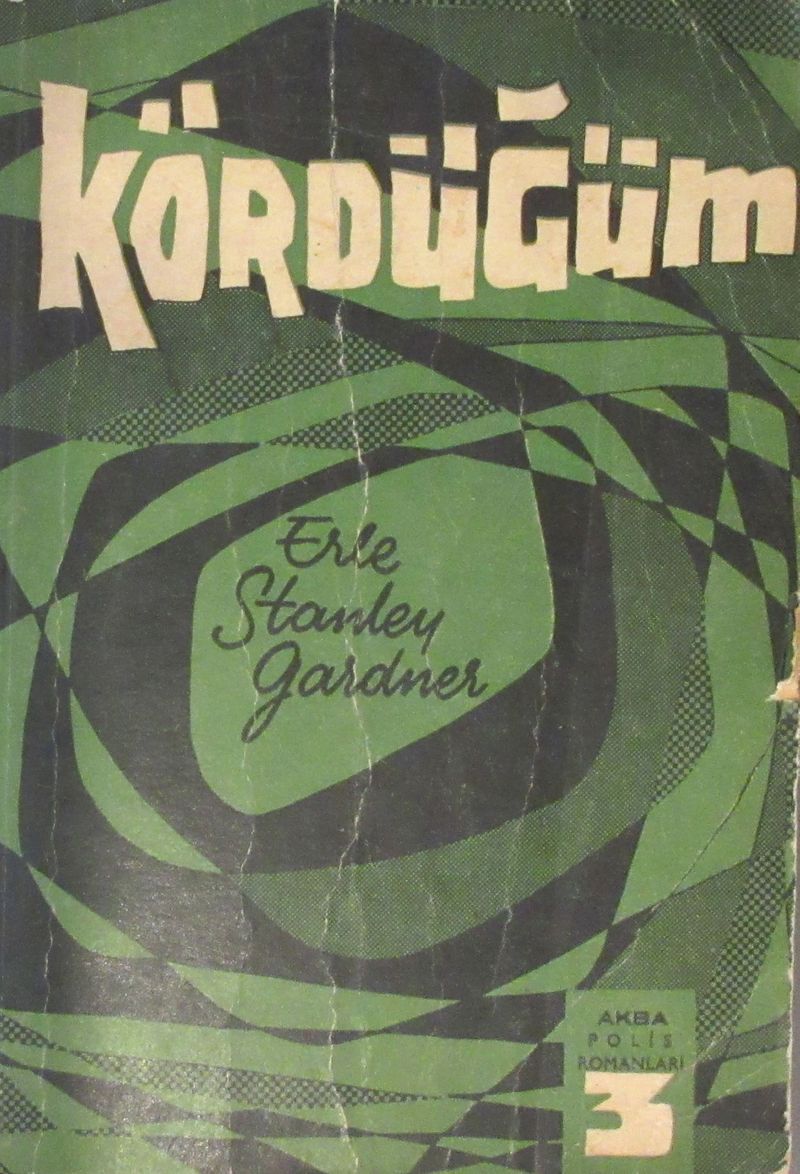 KÖRDÜĞÜM
Erle
Stanley
Gardner
AKBA
POLİS
ROMANLARI
3